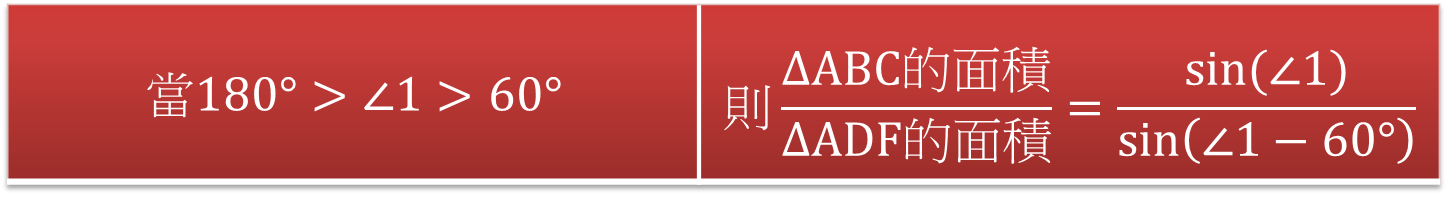 當180° > ∠1 > 60°
則 ΔABC的面積 / ΔADF的面積 = sin(∠1) / sin(∠1 − 60°)